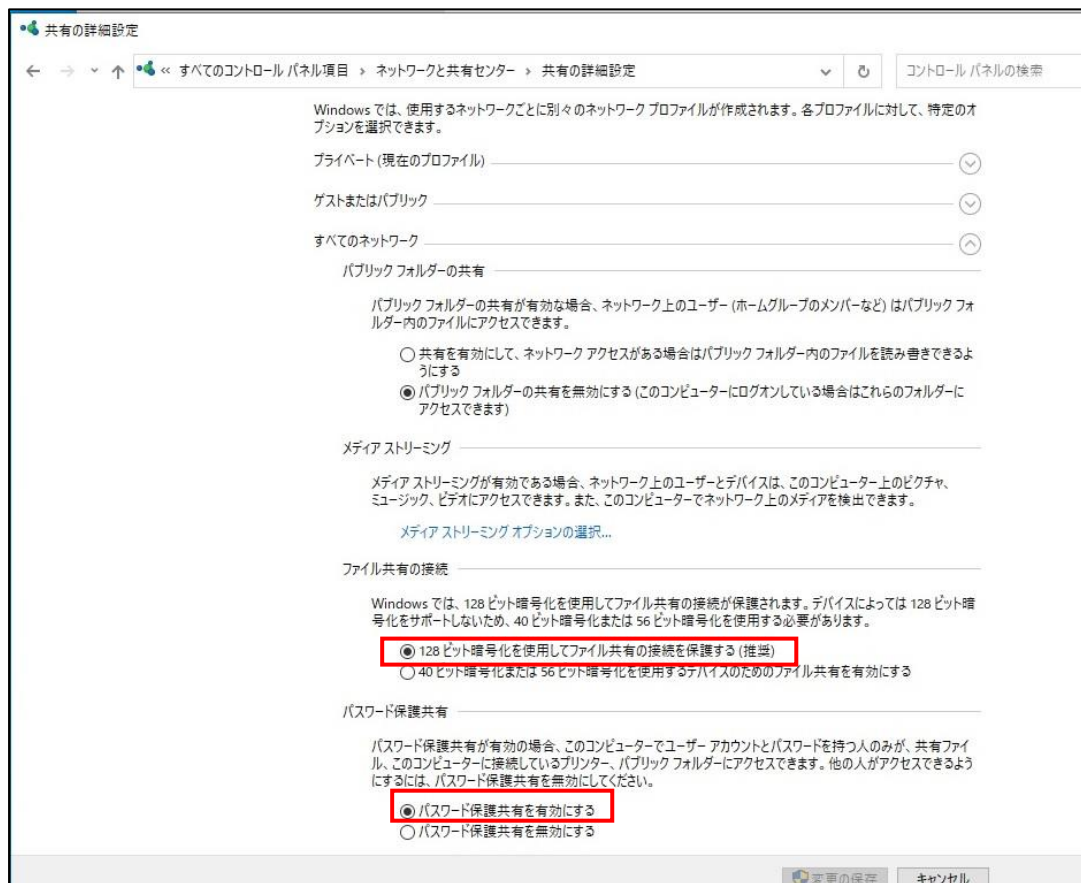 共有の詳細設定
« すべてのコントロール パネル項目 › ネットワークと共有センター › 共有の詳細設定
コントロール パネルの検索
Windows では、使用するネットワークごとに別々のネットワーク プロファイルが作成されます。各プロファイルに対して、特定のオ
プションを選択できます。
プライベート (現在のプロファイル)
ゲストまたはパブリック
すべてのネットワーク
パブリック フォルダーの共有
パブリック フォルダーの共有が有効な場合、ネットワーク上のユーザー (ホームグループのメンバーなど) はパブリック フォ
ルダー内のファイルにアクセスできます。
共有を有効にして、ネットワーク アクセスがある場合はパブリック フォルダー内のファイルを読み書きできるよ
うにする
パブリック フォルダーの共有を無効にする (このコンピューターにログオンしている場合はこれらのフォルダーに
アクセスできます)
メディア ストリーミング
メディア ストリーミングが有効である場合、ネットワーク上のユーザーとデバイスは、このコンピューター上のピクチャ、
ミュージック、ビデオにアクセスできます。また、このコンピューターでネットワーク上のメディアを検出できます。
メディア ストリーミング オプションの選択...
ファイル共有の接続
Windows では、128 ビット暗号化を使用してファイル共有の接続が保護されます。デバイスによっては 128 ビット暗
号化をサポートしないため、40 ビット暗号化または 56 ビット暗号化を使用する必要があります。
128 ビット暗号化を使用してファイル共有の接続を保護する (推奨)
40 ビット暗号化または 56 ビット暗号化を使用するデバイスのためのファイル共有を有効にする
パスワード保護共有
パスワード保護共有が有効の場合、このコンピューターでユーザー アカウントとパスワードを持つ人のみが、共有ファイ
ル、このコンピューターに接続しているプリンター、パブリック フォルダーにアクセスできます。他の人がアクセスできるよう
にするには、パスワード保護共有を無効にしてください。
パスワード保護共有を有効にする
パスワード保護共有を無効にする
変更の保存 キャンセル